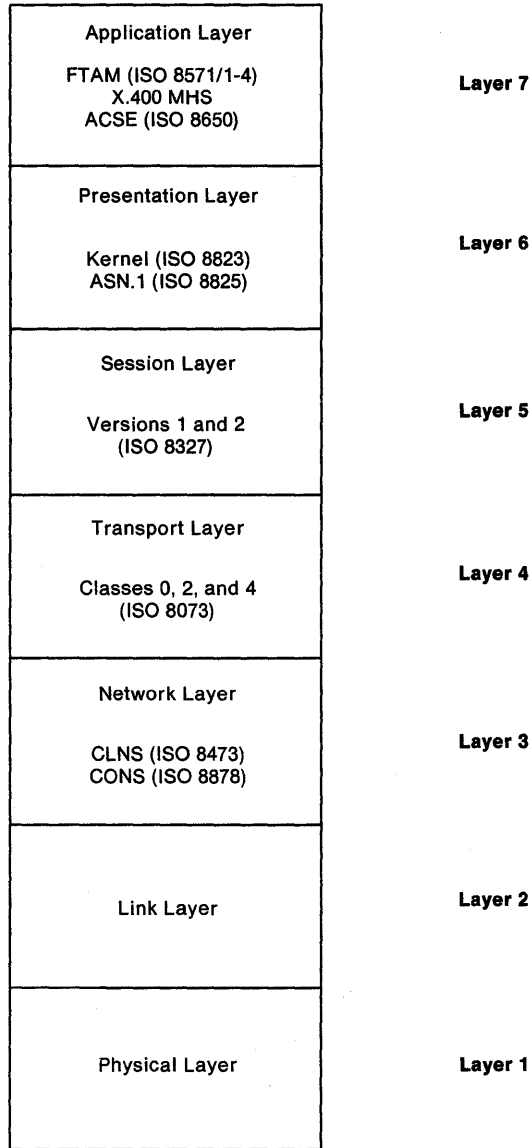 Application Layer
FTAM (ISO 8571/1-4)
X.400 MHS
ACSE (ISO 8650)
Layer 7
Presentation Layer
Kernel (ISO 8823)
ASN.1 (ISO 8825)
Layer 6
Session Layer
Versions 1 and 2
(ISO 8327)
Layer 5
Transport Layer
Classes 0, 2, and 4
(ISO 8073)
Layer 4
Network Layer
CLNS (ISO 8473)
CONS (ISO 8878)
Layer 3
Link Layer
Layer 2
Physical Layer
Layer 1